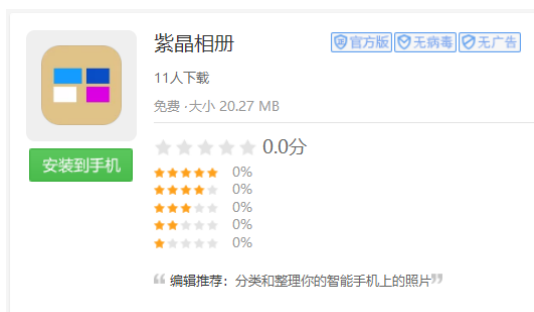 紫晶相册 官方版 无病毒 无广告
11人下载
免费 ·大小 20.27 MB
安装到手机
0.0分
0%
0%
0%
0%
0%
“ 编辑推荐：分类和整理你的智能手机上的照片”